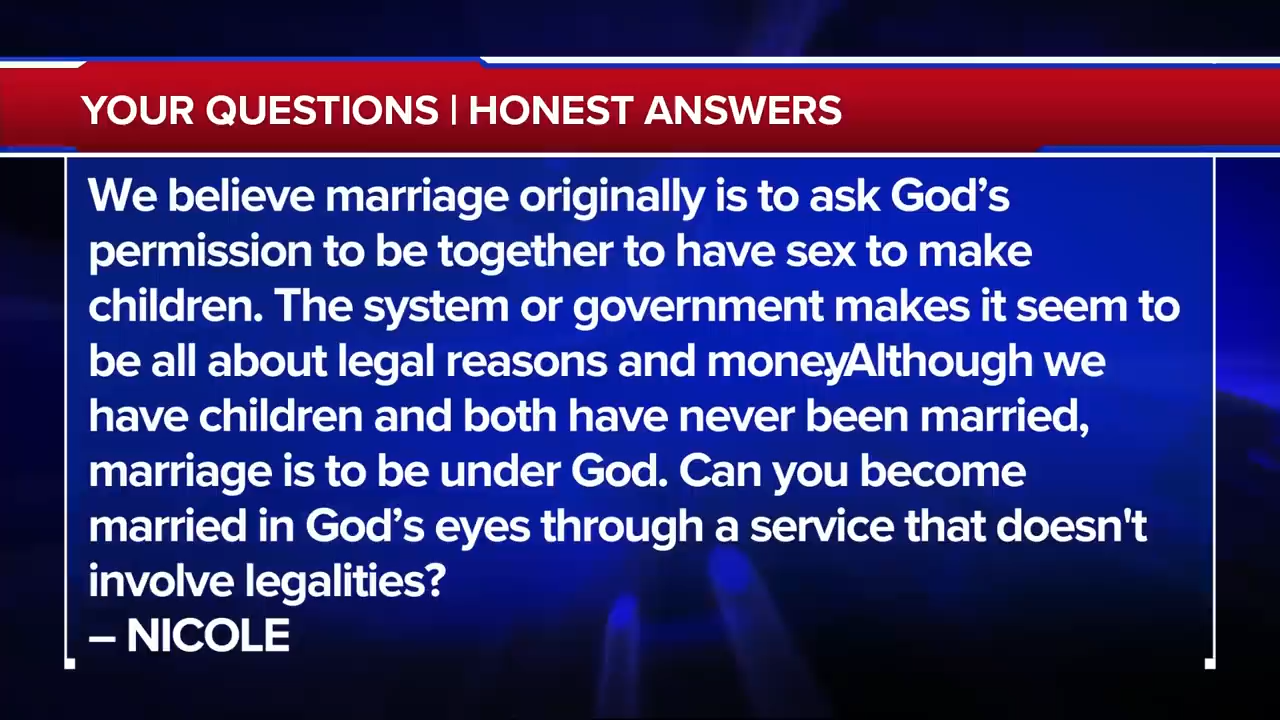 YOUR QUESTIONS | HONEST ANSWERS
We believe marriage originally is to ask God’s
permission to be together to have sex to make
children. The system or government makes it seem to
be all about legal reasons and money.Although we
have children and both have never been married,
marriage is to be under God. Can you become
married in God’s eyes through a service that doesn't
involve legalities?
– NICOLE